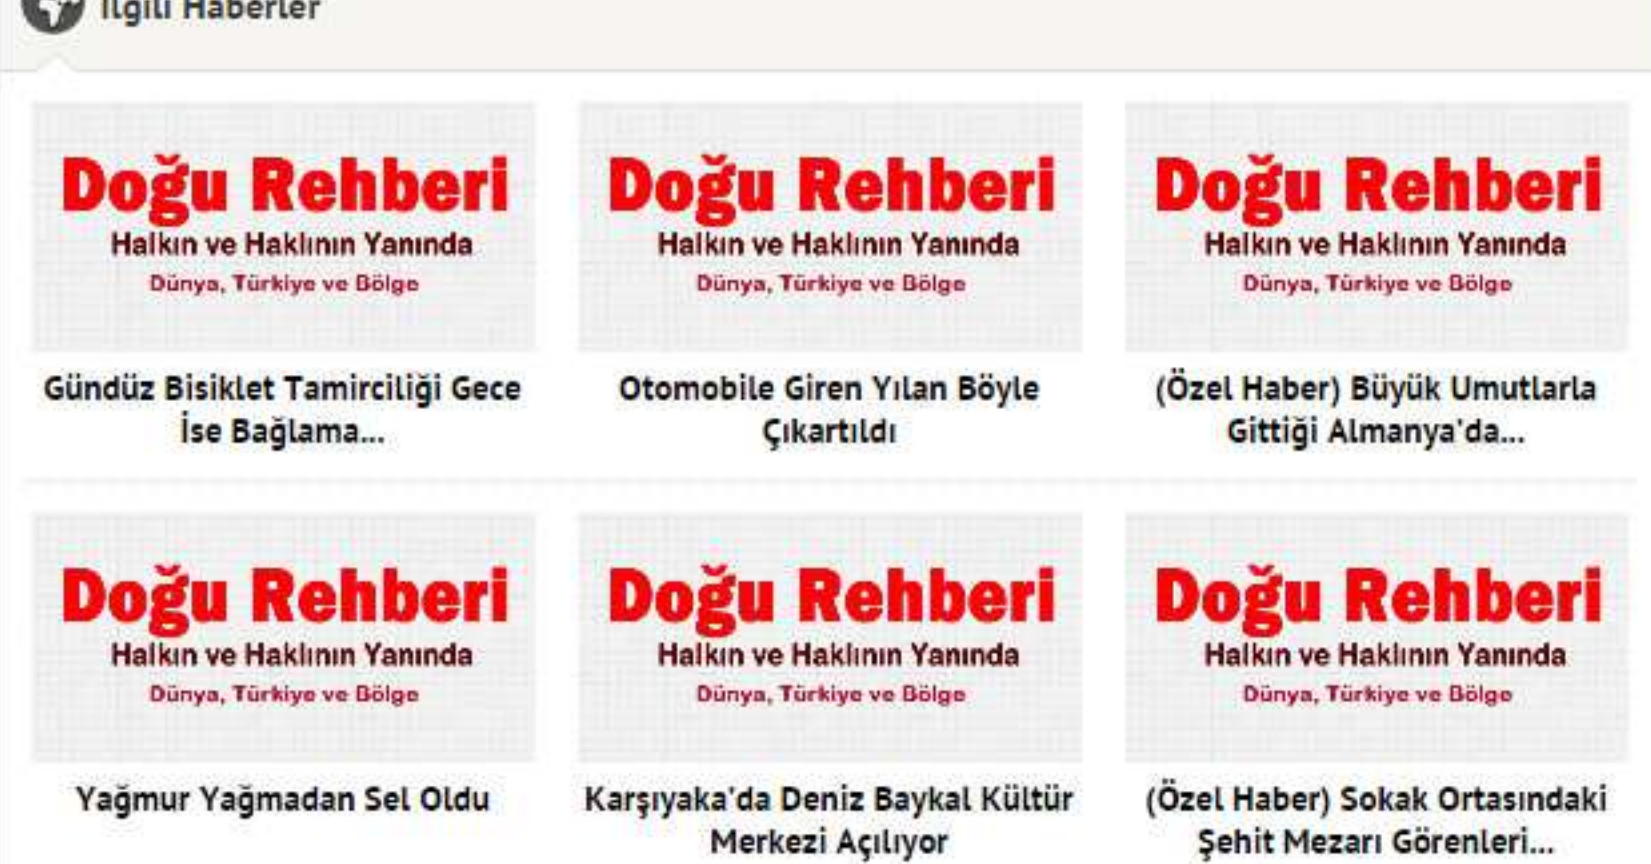 İlgili Haberler
Doğu Rehberi
Halkın ve Haklının Yanında
Dünya, Türkiye ve Bölge
Gündüz Bisiklet Tamirciliği Gece
İse Bağlama...
Doğu Rehberi
Halkın ve Haklının Yanında
Dünya, Türkiye ve Bölge
Otomobile Giren Yılan Böyle
Çıkartıldı
Doğu Rehberi
Halkın ve Haklının Yanında
Dünya, Türkiye ve Bölge
(Özel Haber) Büyük Umutlarla
Gittiği Almanya'da...
Doğu Rehberi
Halkın ve Haklının Yanında
Dünya, Türkiye ve Bölge
Yağmur Yağmadan Sel Oldu
Doğu Rehberi
Halkın ve Haklının Yanında
Dünya, Türkiye ve Bölge
Karşıyaka'da Deniz Baykal Kültür
Merkezi Açılıyor
Doğu Rehberi
Halkın ve Haklının Yanında
Dünya, Türkiye ve Bölge
(Özel Haber) Sokak Ortasındaki
Şehit Mezarı Görenleri...